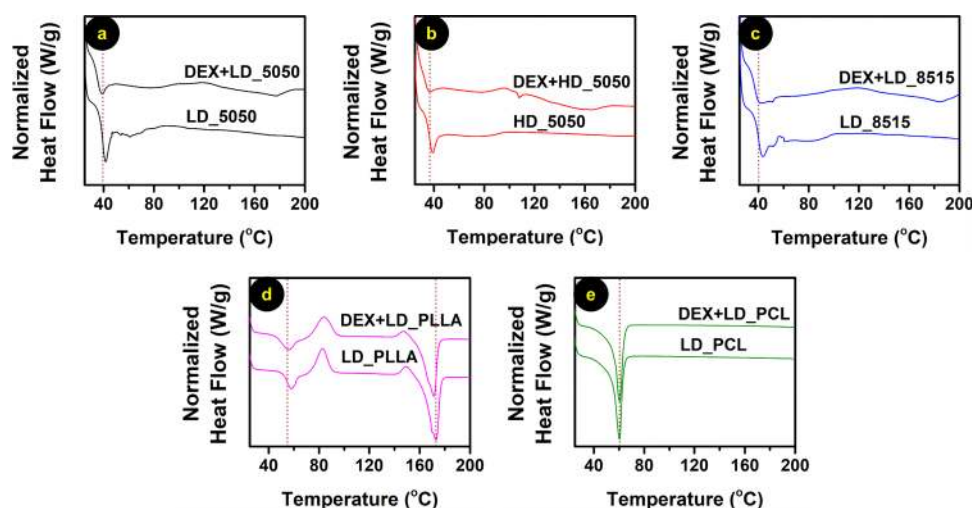 a
DEX+LD_5050
LD_5050
Normalized
Heat Flow (W/g)
40 80 120 160 200
Temperature (°C)
b
DEX+HD_5050
HD_5050
Normalized
Heat Flow (W/g)
40 80 120 160 200
Temperature (°C)
c
DEX+LD_8515
LD_8515
Normalized
Heat Flow (W/g)
40 80 120 160 200
Temperature (°C)
d
DEX+LD_PLLA
LD_PLLA
Normalized
Heat Flow (W/g)
40 80 120 160 200
Temperature (°C)
e
DEX+LD_PCL
LD_PCL
Normalized
Heat Flow (W/g)
40 80 120 160 200
Temperature (°C)